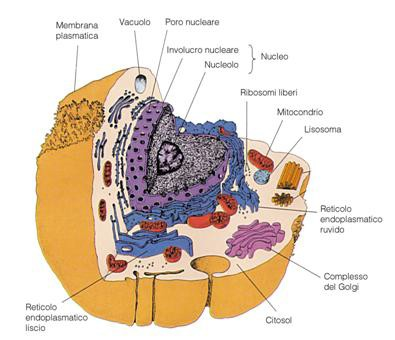 Membrana
plasmatica
Vacuolo
Poro nucleare
Involucro nucleare
Nucleolo
Nucleo
Ribosomi liberi
Mitocondrio
Lisosoma
Reticolo
endoplasmatico
ruvido
Complesso
del Golgi
Citosol
Reticolo
endoplasmatico
liscio